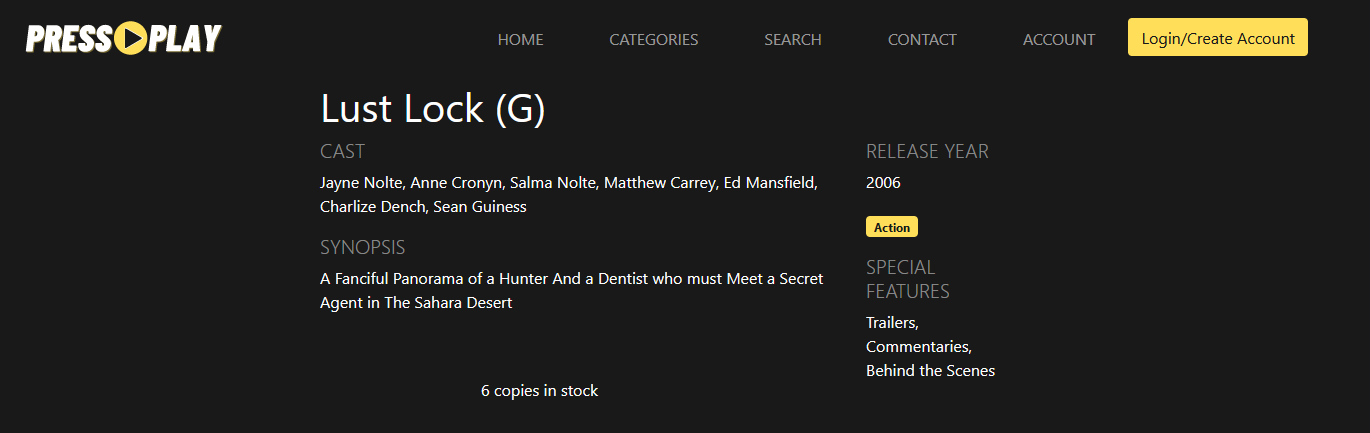 PRESS PLAY
HOME
CATEGORIES
SEARCH
CONTACT
ACCOUNT
Login/Create Account
Lust Lock (G)
CAST
Jayne Nolte, Anne Cronyn, Salma Nolte, Matthew Carrey, Ed Mansfield,
Charlize Dench, Sean Guiness
SYNOPSIS
A Fanciful Panorama of a Hunter And a Dentist who must Meet a Secret
Agent in The Sahara Desert
6 copies in stock
RELEASE YEAR
2006
Action
SPECIAL
FEATURES
Trailers,
Commentaries,
Behind the Scenes